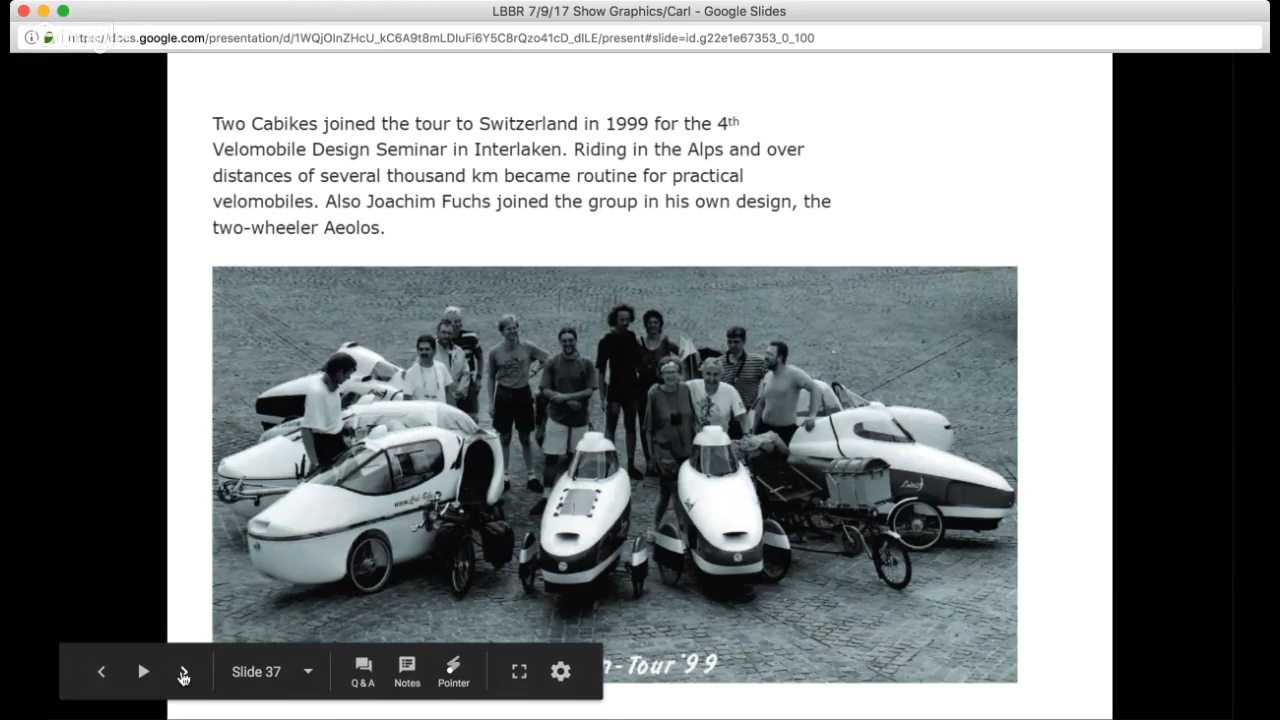 LBBR 7/9/17 Show Graphics/Carl - Google Slides
docs.google.com/presentation/d/1WQjOInZHcU_kC6A9t8mLDIuFi6Y5C8rQzo41cD_dILE/present#slide=id.g22e1e67353_0_100
Two Cabikes joined the tour to Switzerland in 1999 for the 4th
Velomobile Design Seminar in Interlaken. Riding in the Alps and over
distances of several thousand km became routine for practical
velomobiles. Also Joachim Fuchs joined the group in his own design, the
two-wheeler Aeolos.
n-Tour '99
Slide 37
Q & A
Notes
Pointer